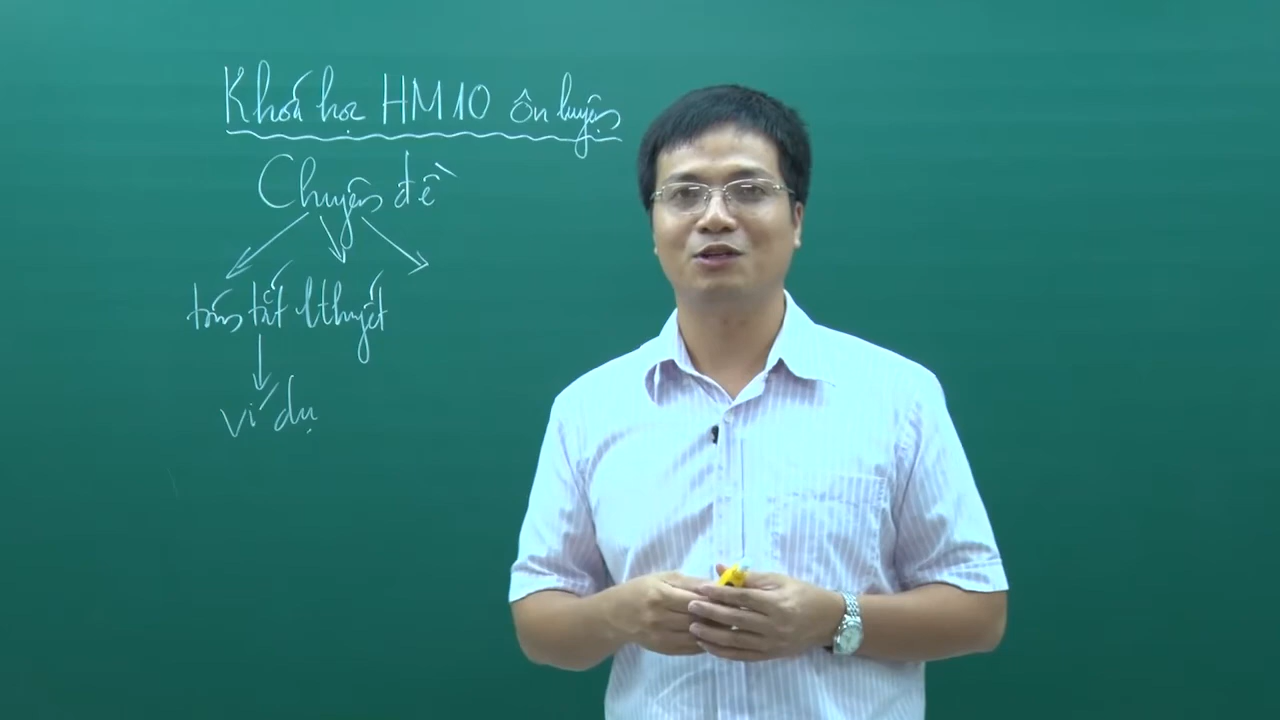 Khoá học HM10 ôn luyện
Chuyên đề
tóm tắt lthuyết
ví dụ